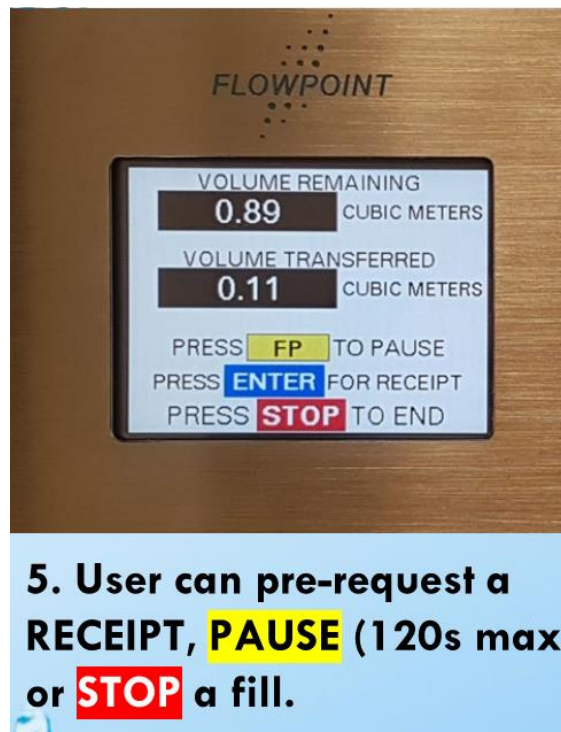 FLOWPOINT
VOLUME REMAINING
0.89 CUBIC METERS
VOLUME TRANSFERRED
0.11 CUBIC METERS
PRESS FP TO PAUSE
PRESS ENTER FOR RECEIPT
PRESS STOP TO END
5. User can pre-request a
RECEIPT, PAUSE (120s max
or STOP a fill.